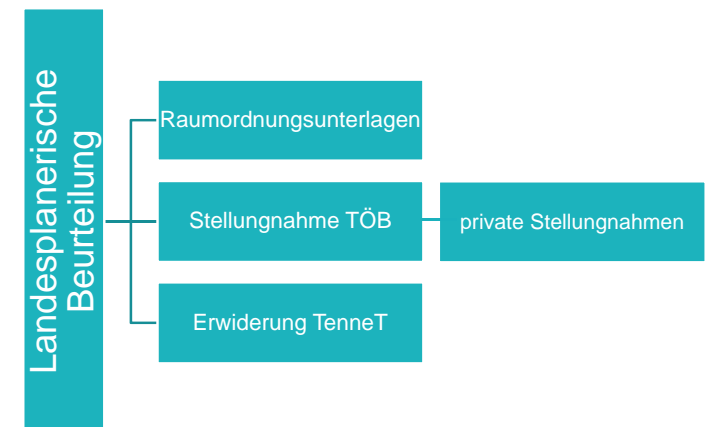 Landesplanerische
Beurteilung
Raumordnungsunterlagen
Stellungnahme TÖB
private Stellungnahmen
Erwiderung TenneT